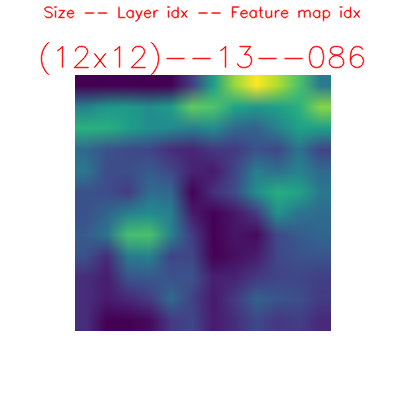 Size -- Layer idx -- Feature map idx
(12x12)--13--086